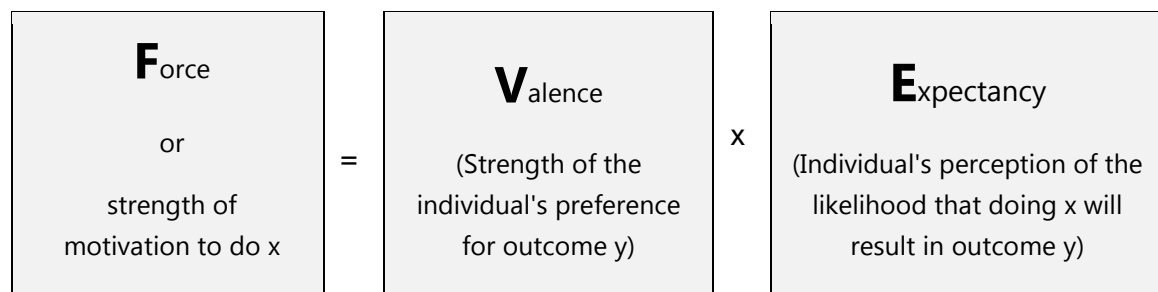 Force
or
strength of
motivation to do x
=
Valence
(Strength of the
individual's preference
for outcome y)
x
Expectancy
(Individual's perception of the
likelihood that doing x will
result in outcome y)